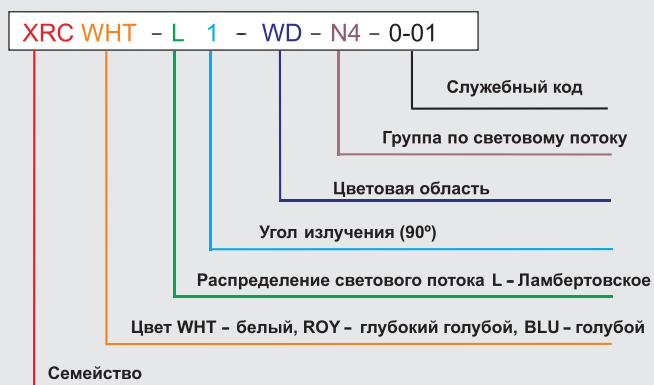 XRC WHT - L 1 - WD - N4 - 0-01
Служебный код
Группа по световому потоку
Цветовая область
Угол излучения (90º)
Распределение светового потока L – Ламбертовское
Цвет WHT – белый, ROY – глубокий голубой, BLU – голубой
Семейство